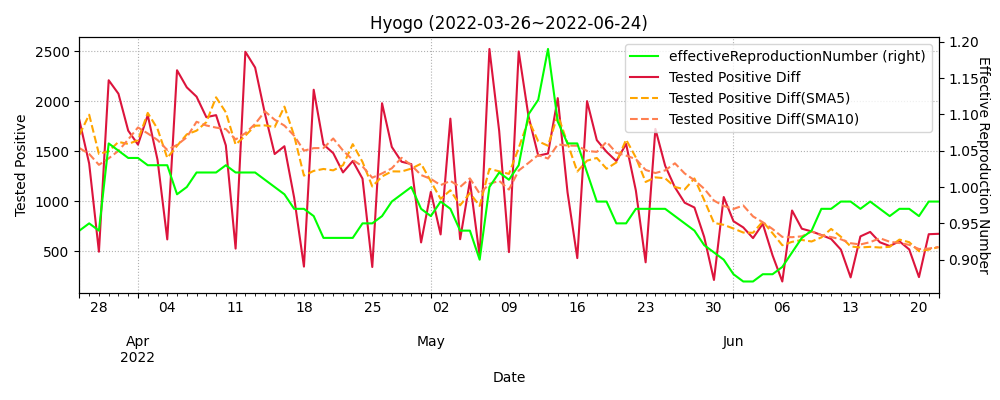 Hyogo (2022-03-26~2022-06-24)
effectiveReproductionNumber (right)
Tested Positive Diff
Tested Positive Diff(SMA5)
Tested Positive Diff(SMA10)
Tested Positive
2500
2000
1500
1000
500
1.20
1.15
1.10
1.05
1.00
0.95
0.90
Effective Reproduction Number
28 04 11 18 25 02 09 16 23 30 06 13 20
Apr May Jun
2022
Date